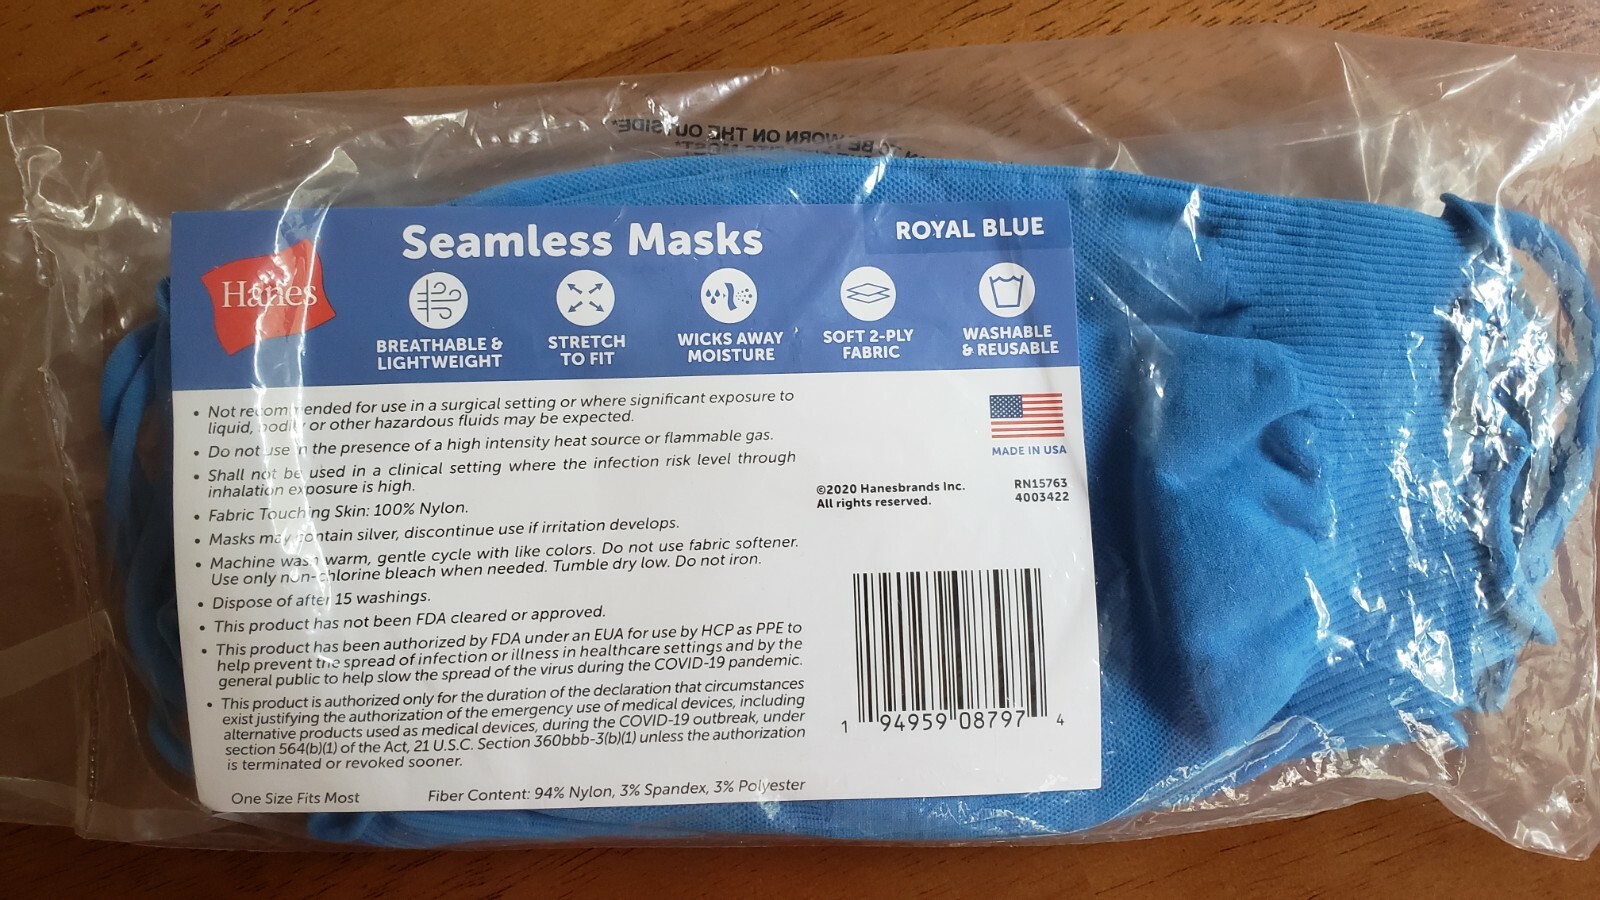 WORN ON THE OUTSIDE*
TO BE
MOST*
Seamless Masks
ROYAL BLUE
Hanes
BREATHABLE &
LIGHTWEIGHT
STRETCH
TO FIT
WICKS AWAY
MOISTURE
SOFT 2-PLY
FABRIC
WASHABLE
& REUSABLE
• Not recommended for use in a surgical setting or where significant exposure to
liquid, bodily or other hazardous fluids may be expected.
• Do not use in the presence of a high intensity heat source or flammable gas.
• Shall not be used in a clinical setting where the infection risk level through
inhalation exposure is high.
• Fabric Touching Skin: 100% Nylon.
• Masks may contain silver, discontinue use if irritation develops.
• Machine wash warm, gentle cycle with like colors. Do not use fabric softener.
Use only non-chlorine bleach when needed. Tumble dry low. Do not iron.
• Dispose of after 15 washings.
• This product has not been FDA cleared or approved.
• This product has been authorized by FDA under an EUA for use by HCP as PPE to
help prevent the spread of infection or illness in healthcare settings and by the
general public to help slow the spread of the virus during the COVID-19 pandemic.
• This product is authorized only for the duration of the declaration that circumstances
exist justifying the authorization of the emergency use of medical devices, including
alternative products used as medical devices, during the COVID-19 outbreak, under
section 564(b)(1) of the Act, 21 U.S.C. Section 360bbb-3(b)(1) unless the authorization
is terminated or revoked sooner.
One Size Fits Most
Fiber Content: 94% Nylon, 3% Spandex, 3% Polyester
MADE IN USA
©2020 Hanesbrands Inc.
All rights reserved.
RN15763
4003422
1 94959 08797 4